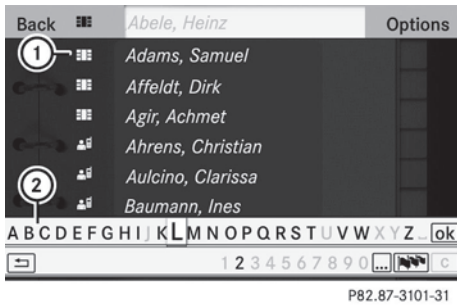 Back Abele, Heinz Options
1 Adams, Samuel
Affeldt, Dirk
Agir, Achmet
Ahrens, Christian
2 Aulcino, Clarissa
Baumann, Ines
A B C D E F G H I J K L M N O P Q R S T U V W X Y Z _ ok
1 2 3 4 5 6 7 8 9 0 ... C
P82.87-3101-31